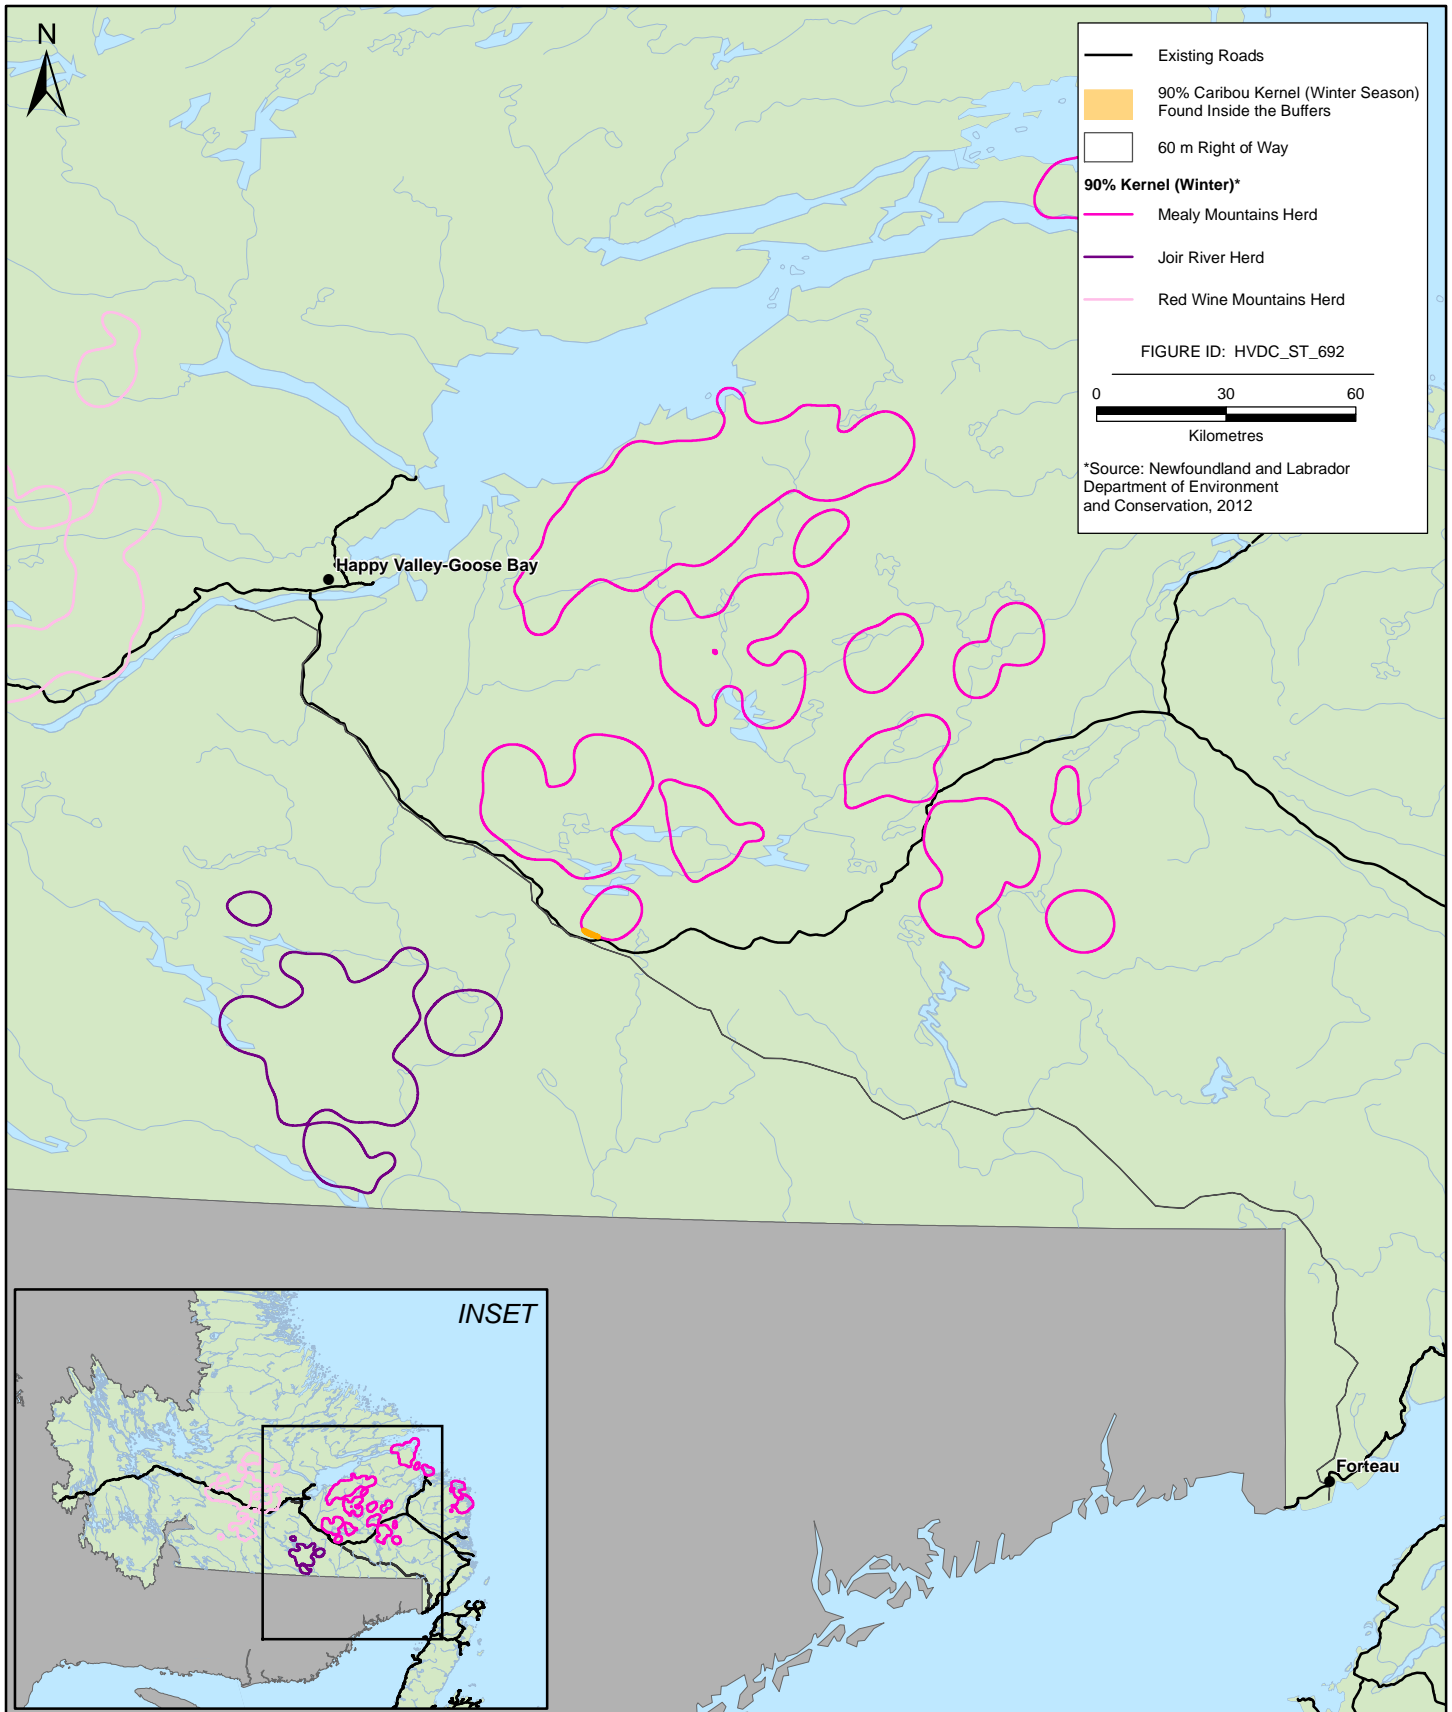 N
Existing Roads
90% Caribou Kernel (Winter Season)
Found Inside the Buffers
60 m Right of Way
90% Kernel (Winter)*
Mealy Mountains Herd
Joir River Herd
Red Wine Mountains Herd
FIGURE ID: HVDC_ST_692
0 30 60
Kilometres
*Source: Newfoundland and Labrador
Department of Environment
and Conservation, 2012
Happy Valley-Goose Bay
INSET
Forteau